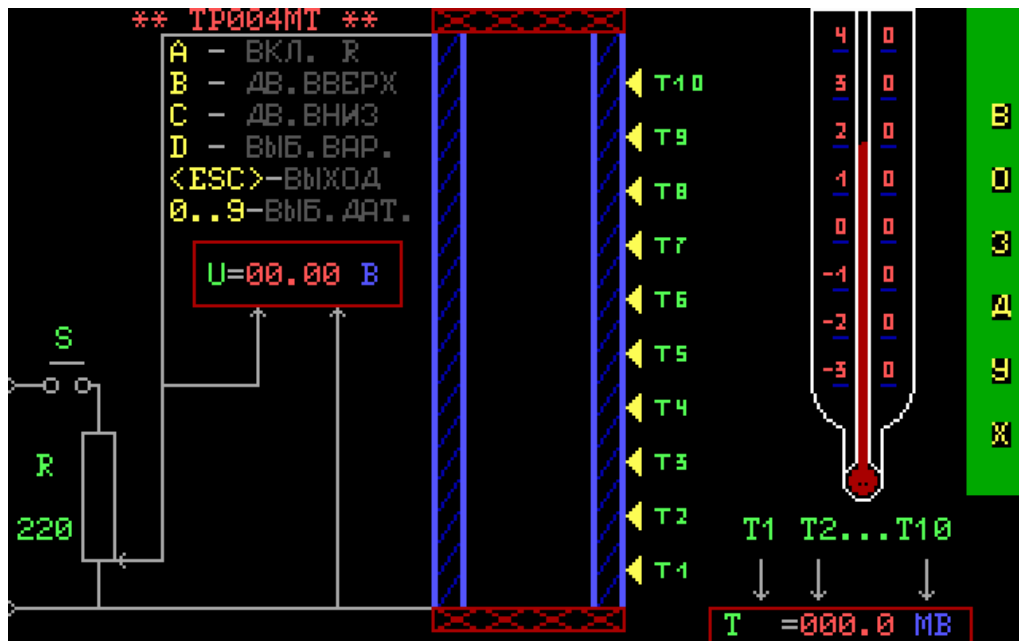 ** ТР004МТ **
A - ВКЛ. R
B - ДВ.ВВЕРХ
C - ДВ.ВНИЗ
D - ВЫБ.ВАР.
<ESC>-ВЫХОД
0..9-ВЫБ.ДАТ.
U=00.00 В
S
R
220
T10
T9
T8
T7
T6
T5
T4
T3
T2
T1
4 0
3 0
2 0
1 0
0 0
-1 0
-2 0
-3 0
ВОЗДУХ
T1 T2...T10
T =000.0 МВ